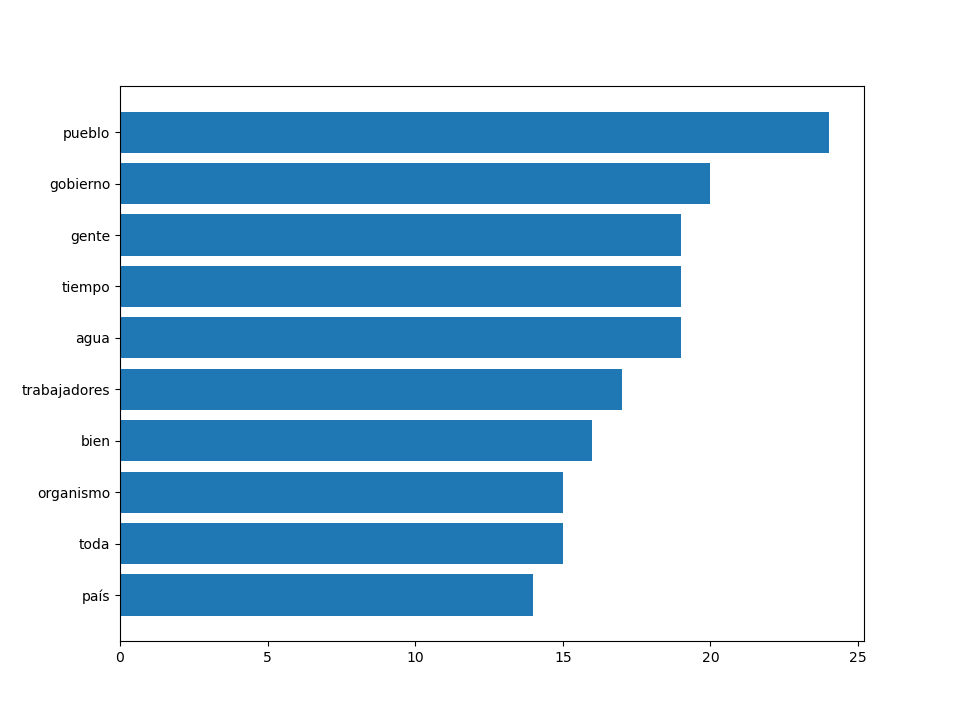 pueblo
gobierno
gente
tiempo
agua
trabajadores
bien
organismo
toda
país
0 5 10 15 20 25